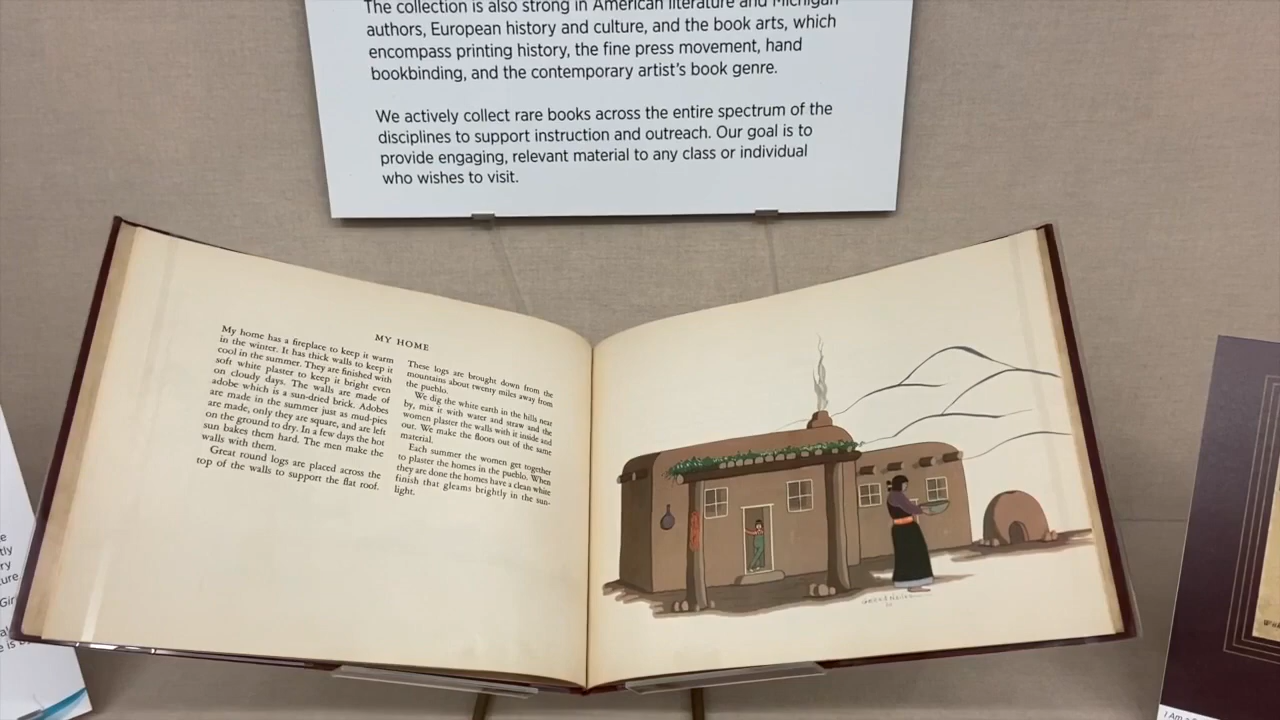 The collection is also strong in American literature and Michigan
authors, European history and culture, and the book arts, which
encompass printing history, the fine press movement, hand
bookbinding, and the contemporary artist's book genre.
We actively collect rare books across the entire spectrum of the
disciplines to support instruction and outreach. Our goal is to
provide engaging, relevant material to any class or individual
who wishes to visit.
MY HOME
My home has a fireplace to keep it warm
in the winter. It has thick walls to keep it
cool in the summer. They are finished with
soft white plaster to keep it bright even
on cloudy days. The walls are made of
adobe which is a sun-dried brick. Adobes
are made in the summer just as mud-pies
are made, only they are square, and are left
on the ground to dry. In a few days the hot
sun bakes them hard. The men make the
walls with them.
Great round logs are placed across the
top of the walls to support the flat roof.
These logs are brought down from the
mountains about twenty miles away from
the pueblo.
We dig the white earth in the hills near
by, mix it with water and straw and the
women plaster the walls with it inside and
out. We make the floors out of the same
material.
Each summer the women get together
to plaster the homes in the pueblo. When
they are done the homes have a clean white
finish that gleams brightly in the sun-
light.
I Am a